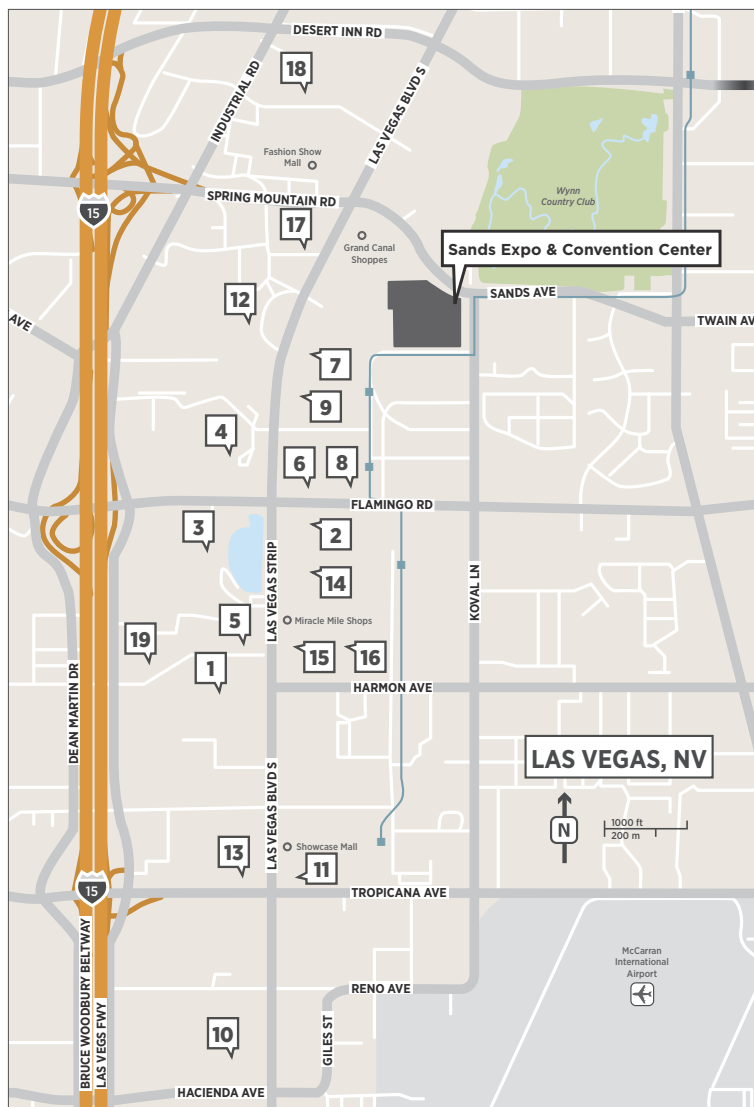 DESERT INN RD
18
INDUSTRIAL RD
LAS VEGAS BLVD S
Fashion Show
Mall
Wynn
Country Club
SPRING MOUNTAIN RD
15
17
Grand Canal
Shoppes
Sands Expo & Convention Center
12
SANDS AVE
AVE
TWAIN AV
7
9
4
6
8
FLAMINGO RD
3
2
LAS VEGAS STRIP
14
KOVAL LN
5
Miracle Mile Shops
19
15
16
1
HARMON AVE
DEAN MARTIN DR
LAS VEGAS, NV
LAS VEGAS BLVD S
N
1000 ft
200 m
13
Showcase Mall
11
15
TROPICANA AVE
McCarran
International
Airport
BRUCE WOODBURY BELTWAY
LAS VEGS FWY
RENO AVE
10
GILES ST
HACIENDA AVE